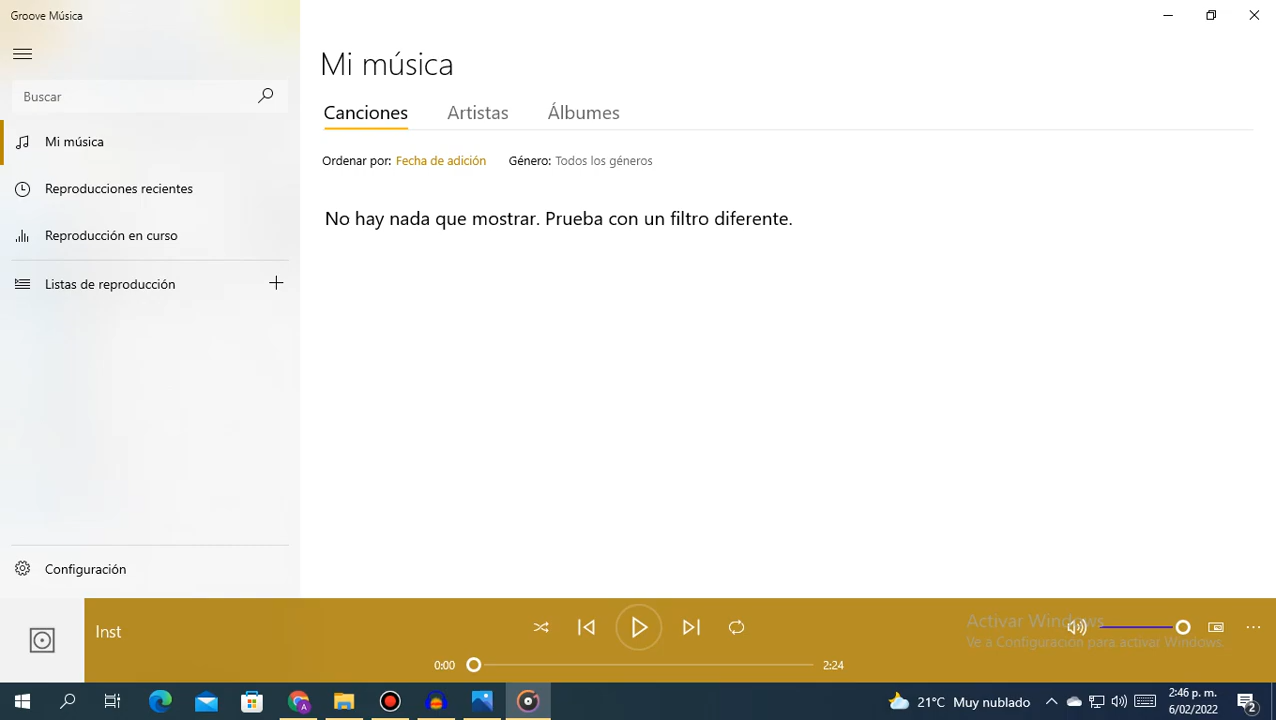 Groove Música
Buscar
Mi música
Reproducciones recientes
Reproducción en curso
Listas de reproducción
Configuración
Mi música
Canciones Artistas Álbumes
Ordenar por: Fecha de adición Género: Todos los géneros
No hay nada que mostrar. Prueba con un filtro diferente.
Inst
0:00
2:24
Activar Windows
Ve a Configuración para activar Windows.
21°C Muy nublado
2:46 p. m.
6/02/2022
2